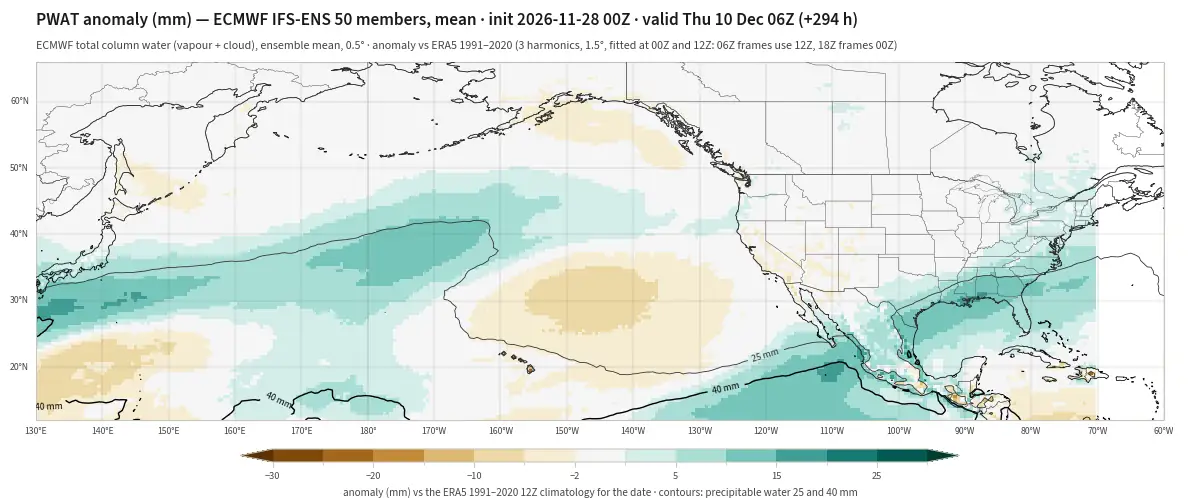 PWAT anomaly (mm) — ECMWF IFS-ENS 50 members, mean · init 2026-11-28 00Z · valid Thu 10 Dec 06Z (+294 h)
ECMWF total column water (vapour + cloud), ensemble mean, 0.5° · anomaly vs ERA5 1991–2020 (3 harmonics, 1.5°, fitted at 00Z and 12Z: 06Z frames use 12Z, 18Z frames 00Z)
60°N
50°N
40°N
30°N
20°N
25 mm
40 mm
40 mm
40 mm
130°E 140°E 150°E 160°E 170°E 180° 170°W 160°W 150°W 140°W 130°W 120°W 110°W 100°W 90°W 80°W 70°W 60°W
−30 −20 −10 −2 5 15 25
anomaly (mm) vs the ERA5 1991–2020 12Z climatology for the date · contours: precipitable water 25 and 40 mm